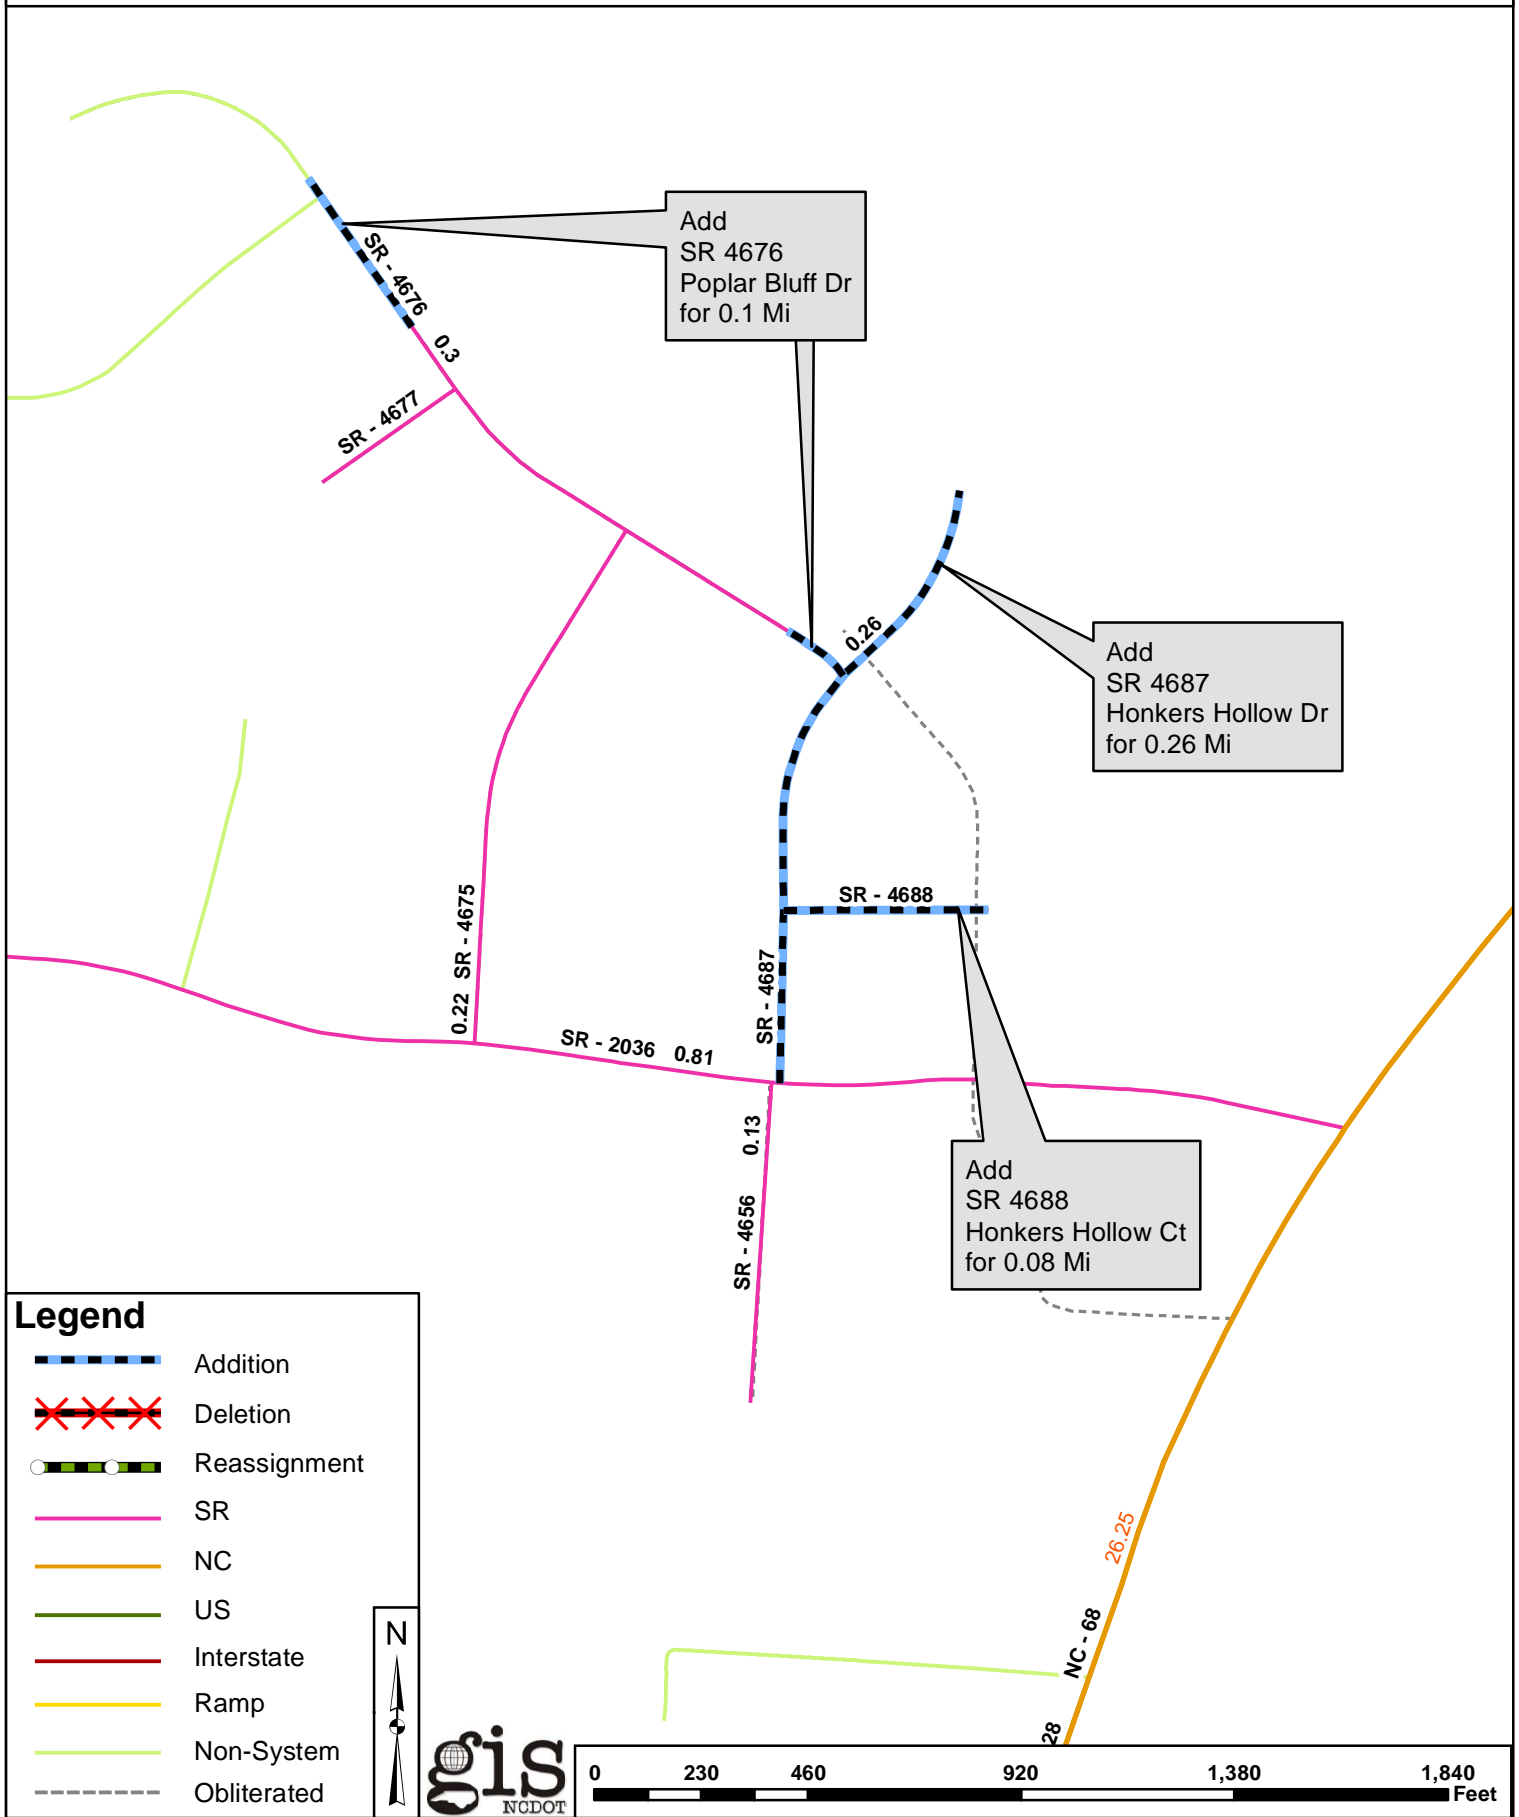 Add
SR 4676
Poplar Bluff Dr
for 0.1 Mi
SR - 4676 0.3
SR - 4677
0.26
Add
SR 4687
Honkers Hollow Dr
for 0.26 Mi
SR - 4688
0.22 SR - 4675
SR - 4687
SR - 2036 0.81
SR - 4656 0.13
Add
SR 4688
Honkers Hollow Ct
for 0.08 Mi
26.25
NC - 68
28
Legend
Addition
Deletion
Reassignment
SR
NC
US
Interstate
Ramp
Non-System
Obliterated
N
gis
NCDOT
0 230 460 920 1,380 1,840
Feet